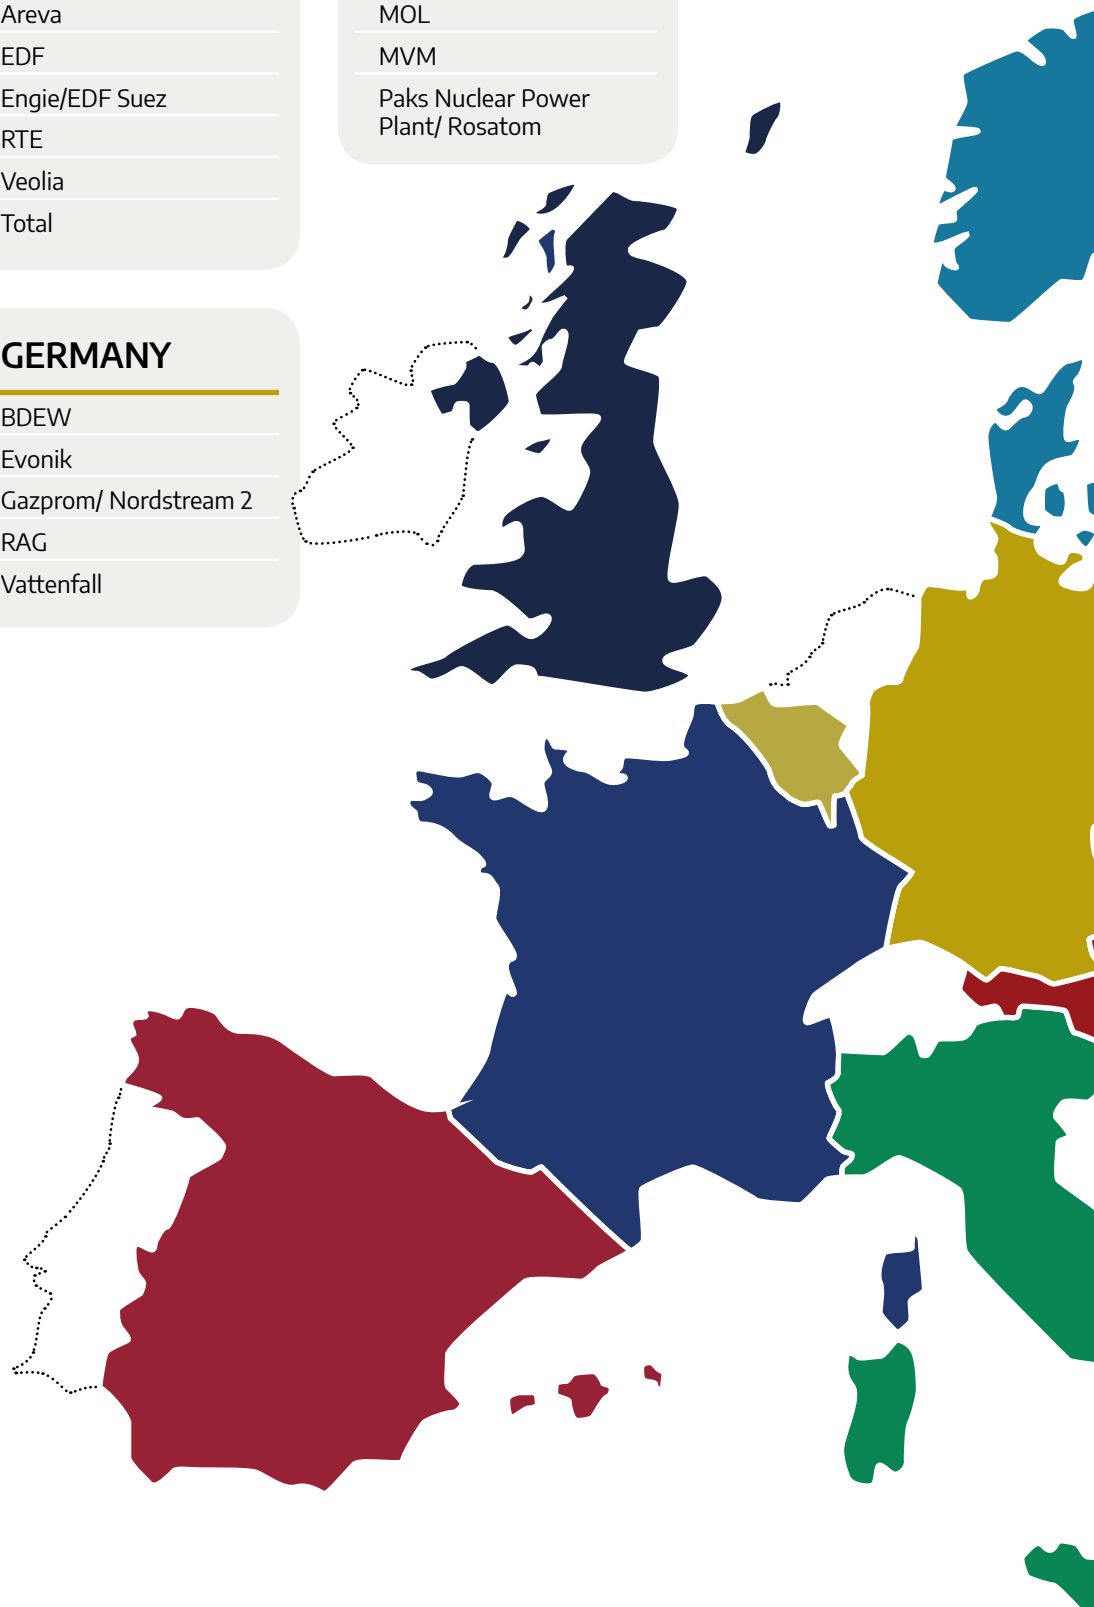 Areva
EDF
Engie/EDF Suez
RTE
Veolia
Total
MOL
MVM
Paks Nuclear Power
Plant/ Rosatom
GERMANY
BDEW
Evonik
Gazprom/ Nordstream 2
RAG
Vattenfall